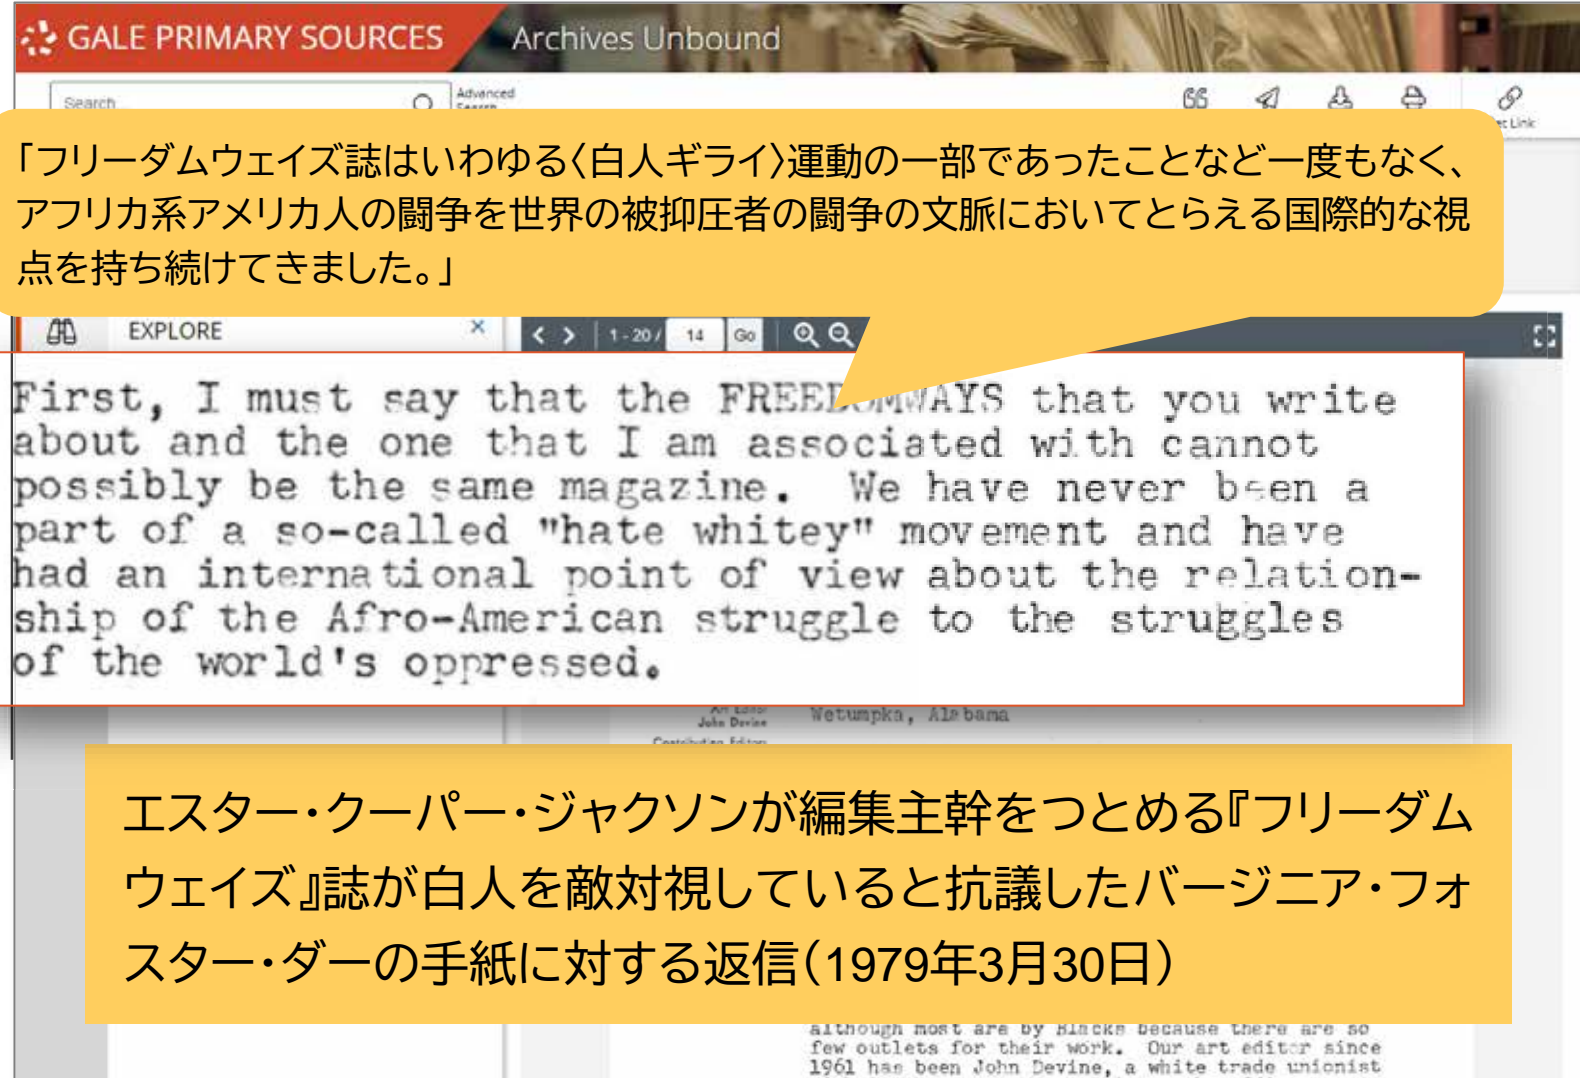 GALE PRIMARY SOURCES
Archives Unbound
Search...
Advanced
Search
Get Link
「フリーダムウェイズ誌はいわゆる〈白人ギライ〉運動の一部であったことなど一度もなく、
アフリカ系アメリカ人の闘争を世界の被抑圧者の闘争の文脈においてとらえる国際的な視
点を持ち続けてきました。」
EXPLORE
×
1 - 20 /
14
Go
First, I must say that the FREEDOMWAYS that you write
about and the one that I am associated with cannot
possibly be the same magazine. We have never been a
part of a so-called "hate whitey" movement and have
had an international point of view about the relation-
ship of the Afro-American struggle to the struggles
of the world's oppressed.
Art Editor
John Devine
Wetumpka, Alabama
Contributing Editors
エスター・クーパー・ジャクソンが編集主幹をつとめる『フリーダム
ウェイズ』誌が白人を敵対視していると抗議したバージニア・フォ
スター・ダーの手紙に対する返信（1979年3月30日）
although most are by Blacks because there are so
few outlets for their work. Our art editor since
1961 has been John Devine, a white trade unionist